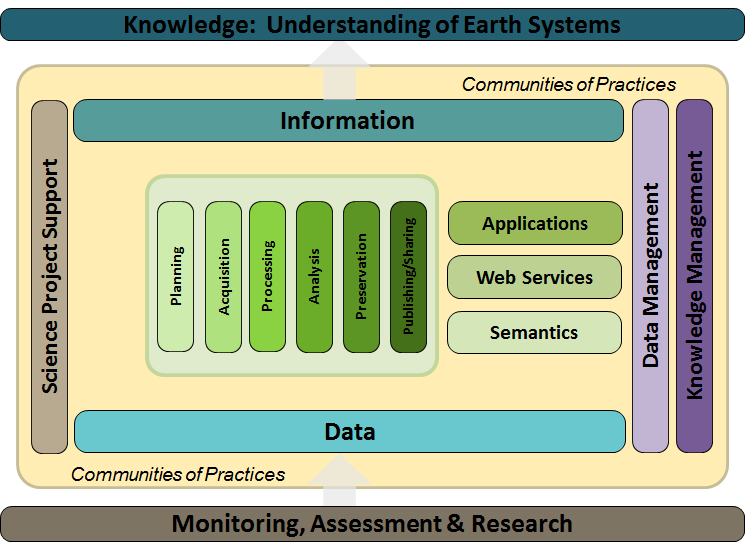 Knowledge: Understanding of Earth Systems
Communities of Practices
Information
Science Project Support
Planning
Acquisition
Processing
Analysis
Preservation
Publishing/Sharing
Applications
Web Services
Semantics
Data Management
Knowledge Management
Data
Communities of Practices
Monitoring, Assessment & Research